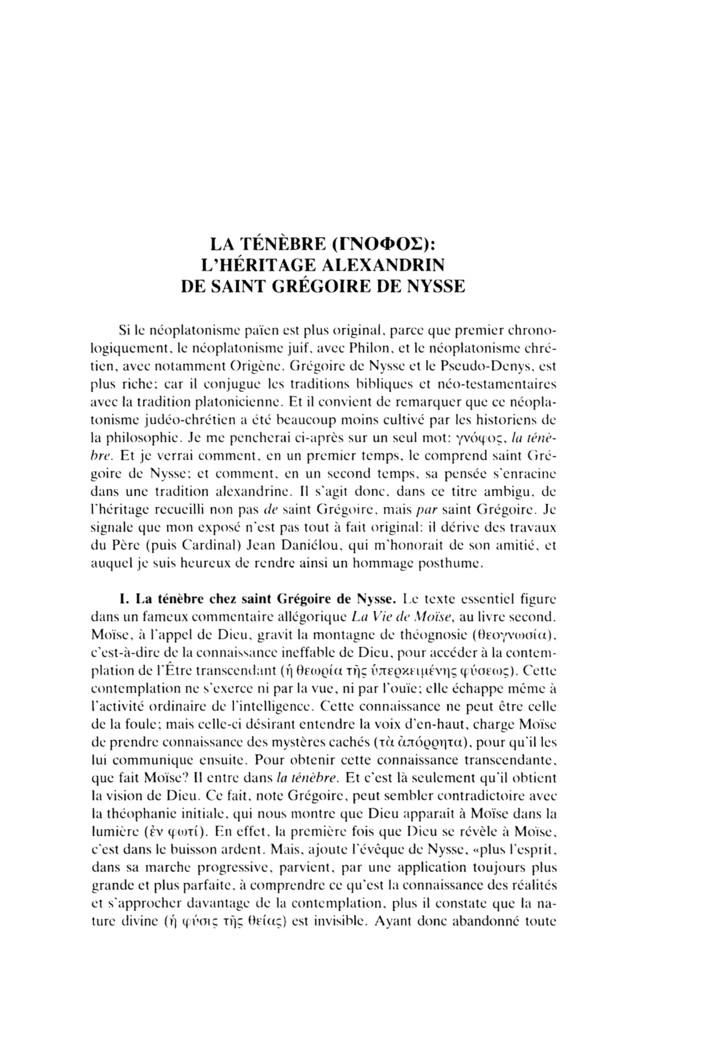 LA TÉNÈBRE (ΓΝΟΦΟΣ):
L'HÉRITAGE ALEXANDRIN
DE SAINT GRÉGOIRE DE NYSSE
Si le néoplatonisme païen est plus original, parce que premier chrono-
logiquement, le néoplatonisme juif, avec Philon, et le néoplatonisme chré-
tien, avec notamment Origène, Grégoire de Nysse et le Pseudo-Denys, est
plus riche; car il conjugue les traditions bibliques et néo-testamentaires
avec la tradition platonicienne. Et il convient de remarquer que ce néopla-
tonisme judéo-chrétien a été beaucoup moins cultivé par les historiens de
la philosophie. Je me pencherai ci-après sur un seul mot: γνόφος, la ténè-
bre. Et je verrai comment, en un premier temps, le comprend saint Gré-
goire de Nysse; et comment, en un second temps, sa pensée s'enracine
dans une tradition alexandrine. Il s'agit donc, dans ce titre ambigu, de
l'héritage recueilli non pas de saint Grégoire, mais par saint Grégoire. Je
signale que mon exposé n'est pas tout à fait original: il dérive des travaux
du Père (puis Cardinal) Jean Daniélou, qui m'honorait de son amitié, et
auquel je suis heureux de rendre ainsi un hommage posthume.
I. La ténèbre chez saint Grégoire de Nysse. Le texte essentiel figure
dans un fameux commentaire allégorique La Vie de Moïse, au livre second.
Moïse, à l'appel de Dieu, gravit la montagne de théognosie (θεογνωσία),
c'est-à-dire de la connaissance ineffable de Dieu, pour accéder à la contem-
plation de l'Être transcendant (ἡ θεωρία τῆς ὑπερκειμένης φύσεως). Cette
contemplation ne s'exerce ni par la vue, ni par l'ouïe; elle échappe même à
l'activité ordinaire de l'intelligence. Cette connaissance ne peut être celle
de la foule; mais celle-ci désirant entendre la voix d'en-haut, charge Moïse
de prendre connaissance des mystères cachés (τὰ ἀπόρρητα), pour qu'il les
lui communique ensuite. Pour obtenir cette connaissance transcendante,
que fait Moïse? Il entre dans la ténèbre. Et c'est là seulement qu'il obtient
la vision de Dieu. Ce fait, note Grégoire, peut sembler contradictoire avec
la théophanie initiale, qui nous montre que Dieu apparait à Moïse dans la
lumière (ἐν φωτί). En effet, la première fois que Dieu se révèle à Moïse,
c'est dans le buisson ardent. Mais, ajoute l'évêque de Nysse, «plus l'esprit,
dans sa marche progressive, parvient, par une application toujours plus
grande et plus parfaite, à comprendre ce qu'est la connaissance des réalités
et s'approcher davantage de la contemplation, plus il constate que la na-
ture divine (ἡ φύσις τῆς θείας) est invisible. Ayant donc abandonné toute